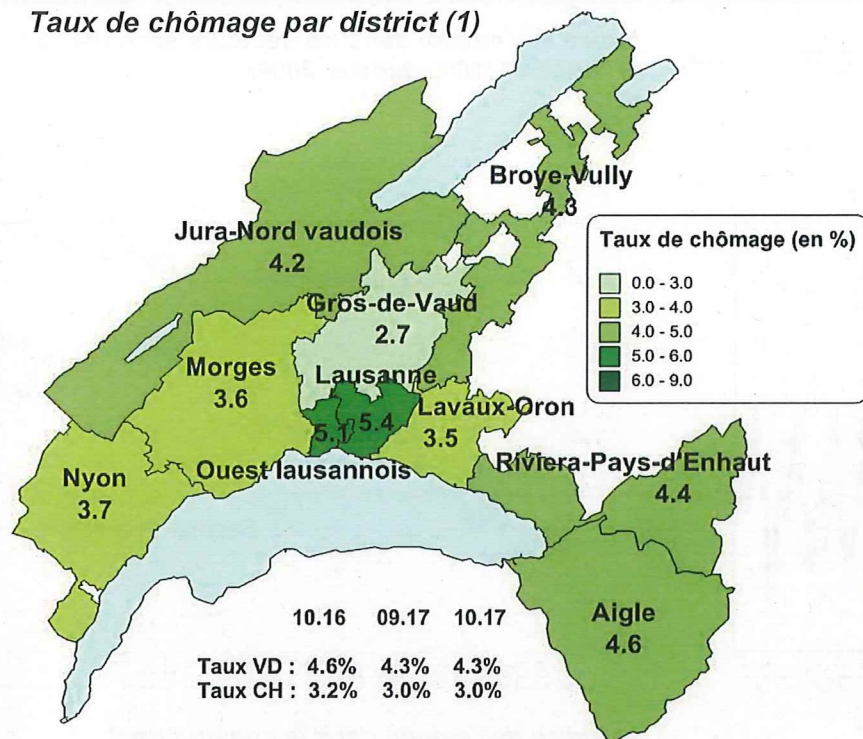 Taux de chômage par district (1)
Broye-Vully
4.3
Jura-Nord vaudois
4.2
Taux de chômage (en %)
0.0 - 3.0
3.0 - 4.0
4.0 - 5.0
5.0 - 6.0
6.0 - 9.0
Gros-de-Vaud
2.7
Morges
3.6
Lausanne
5.4
5.1
Lavaux-Oron
3.5
Ouest lausannois
Riviera-Pays-d'Enhaut
4.4
Nyon
3.7
Aigle
4.6
10.16 09.17 10.17
Taux VD : 4.6% 4.3% 4.3%
Taux CH : 3.2% 3.0% 3.0%